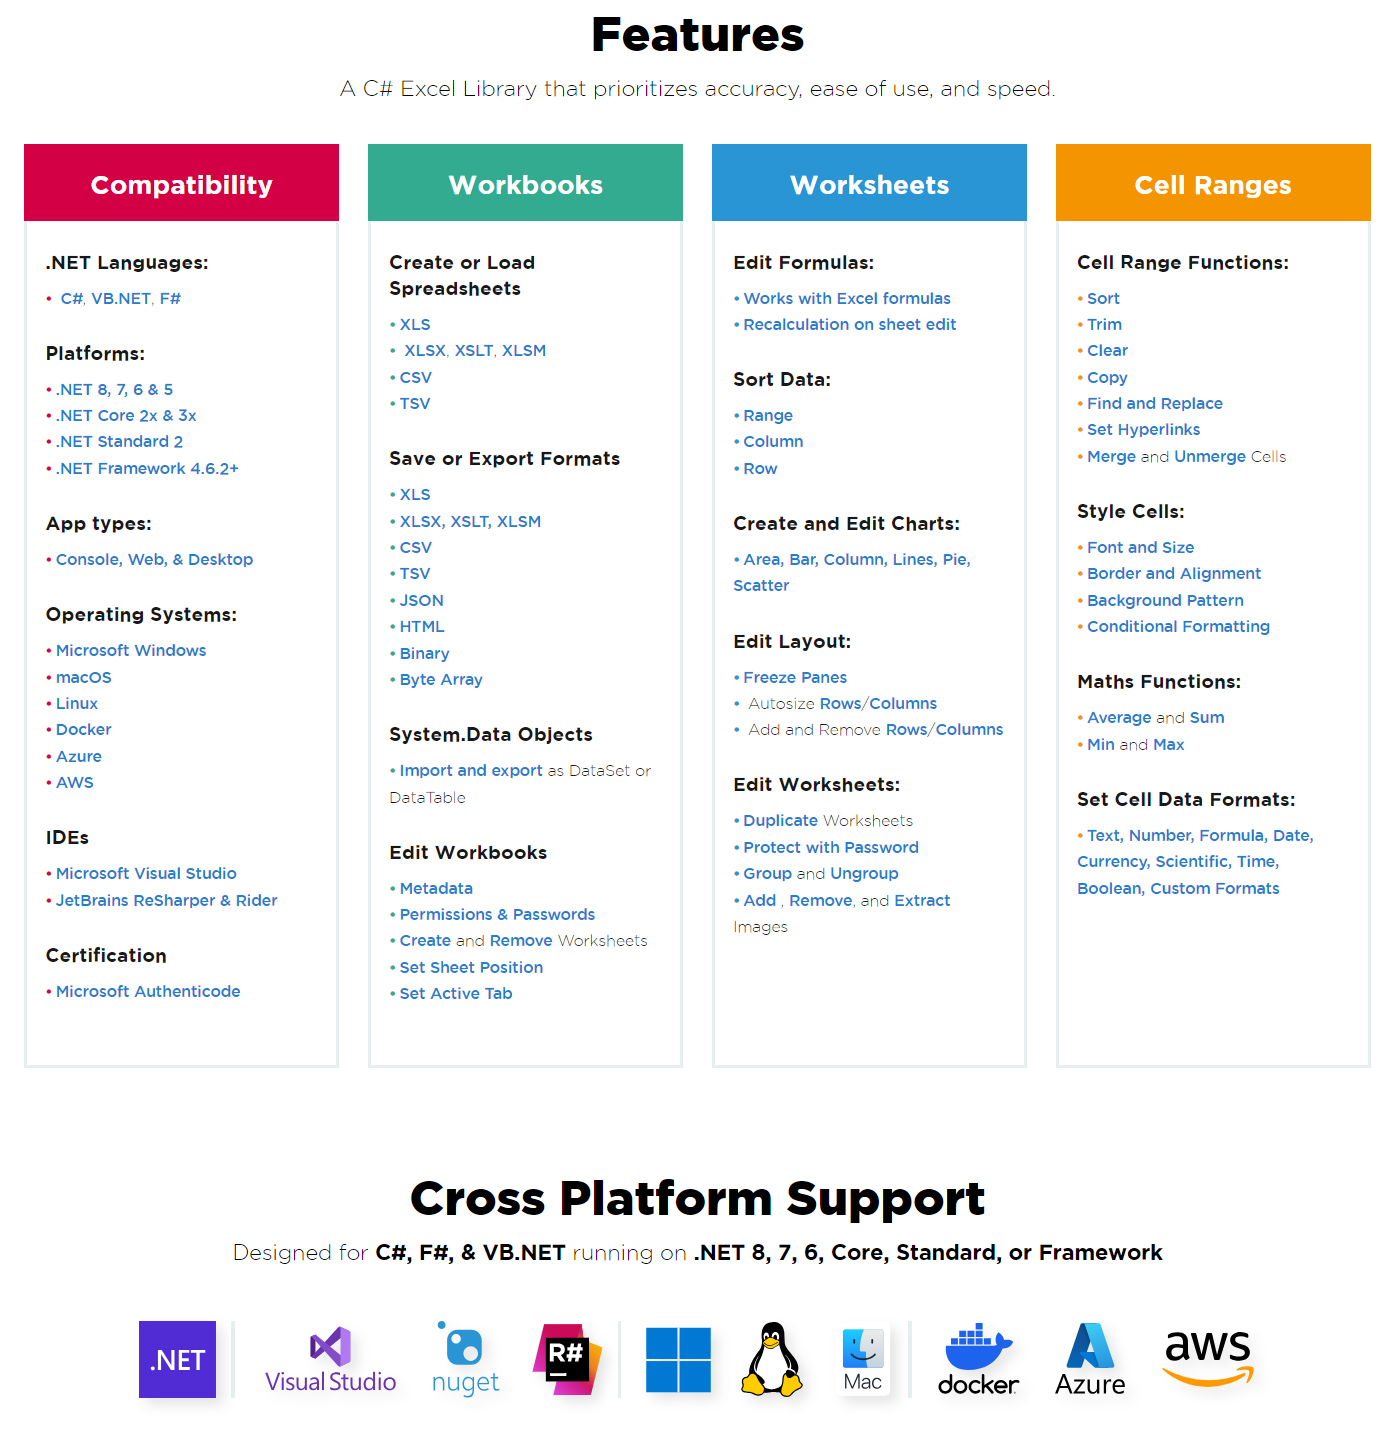 Features
A C# Excel Library that prioritizes accuracy, ease of use, and speed.
Compatibility
.NET Languages:
• C#, VB.NET, F#
Platforms:
• .NET 8, 7, 6 & 5
• .NET Core 2x & 3x
• .NET Standard 2
• .NET Framework 4.6.2+
App types:
• Console, Web, & Desktop
Operating Systems:
• Microsoft Windows
• macOS
• Linux
• Docker
• Azure
• AWS
IDEs
• Microsoft Visual Studio
• JetBrains ReSharper & Rider
Certification
• Microsoft Authenticode
Workbooks
Create or Load
Spreadsheets
• XLS
• XLSX, XSLT, XLSM
• CSV
• TSV
Save or Export Formats
• XLS
• XLSX, XSLT, XLSM
• CSV
• TSV
• JSON
• HTML
• Binary
• Byte Array
System.Data Objects
• Import and export as DataSet or
DataTable
Edit Workbooks
• Metadata
• Permissions & Passwords
• Create and Remove Worksheets
• Set Sheet Position
• Set Active Tab
Worksheets
Edit Formulas:
• Works with Excel formulas
• Recalculation on sheet edit
Sort Data:
• Range
• Column
• Row
Create and Edit Charts:
• Area, Bar, Column, Lines, Pie,
Scatter
Edit Layout:
• Freeze Panes
• Autosize Rows/Columns
• Add and Remove Rows/Columns
Edit Worksheets:
• Duplicate Worksheets
• Protect with Password
• Group and Ungroup
• Add , Remove, and Extract
Images
Cell Ranges
Cell Range Functions:
• Sort
• Trim
• Clear
• Copy
• Find and Replace
• Set Hyperlinks
• Merge and Unmerge Cells
Style Cells:
• Font and Size
• Border and Alignment
• Background Pattern
• Conditional Formatting
Maths Functions:
• Average and Sum
• Min and Max
Set Cell Data Formats:
• Text, Number, Formula, Date,
Currency, Scientific, Time,
Boolean, Custom Formats
Cross Platform Support
Designed for C#, F#, & VB.NET running on .NET 8, 7, 6, Core, Standard, or Framework
.NET
Visual Studio
nuget
R#
Mac
docker
Azure
aws